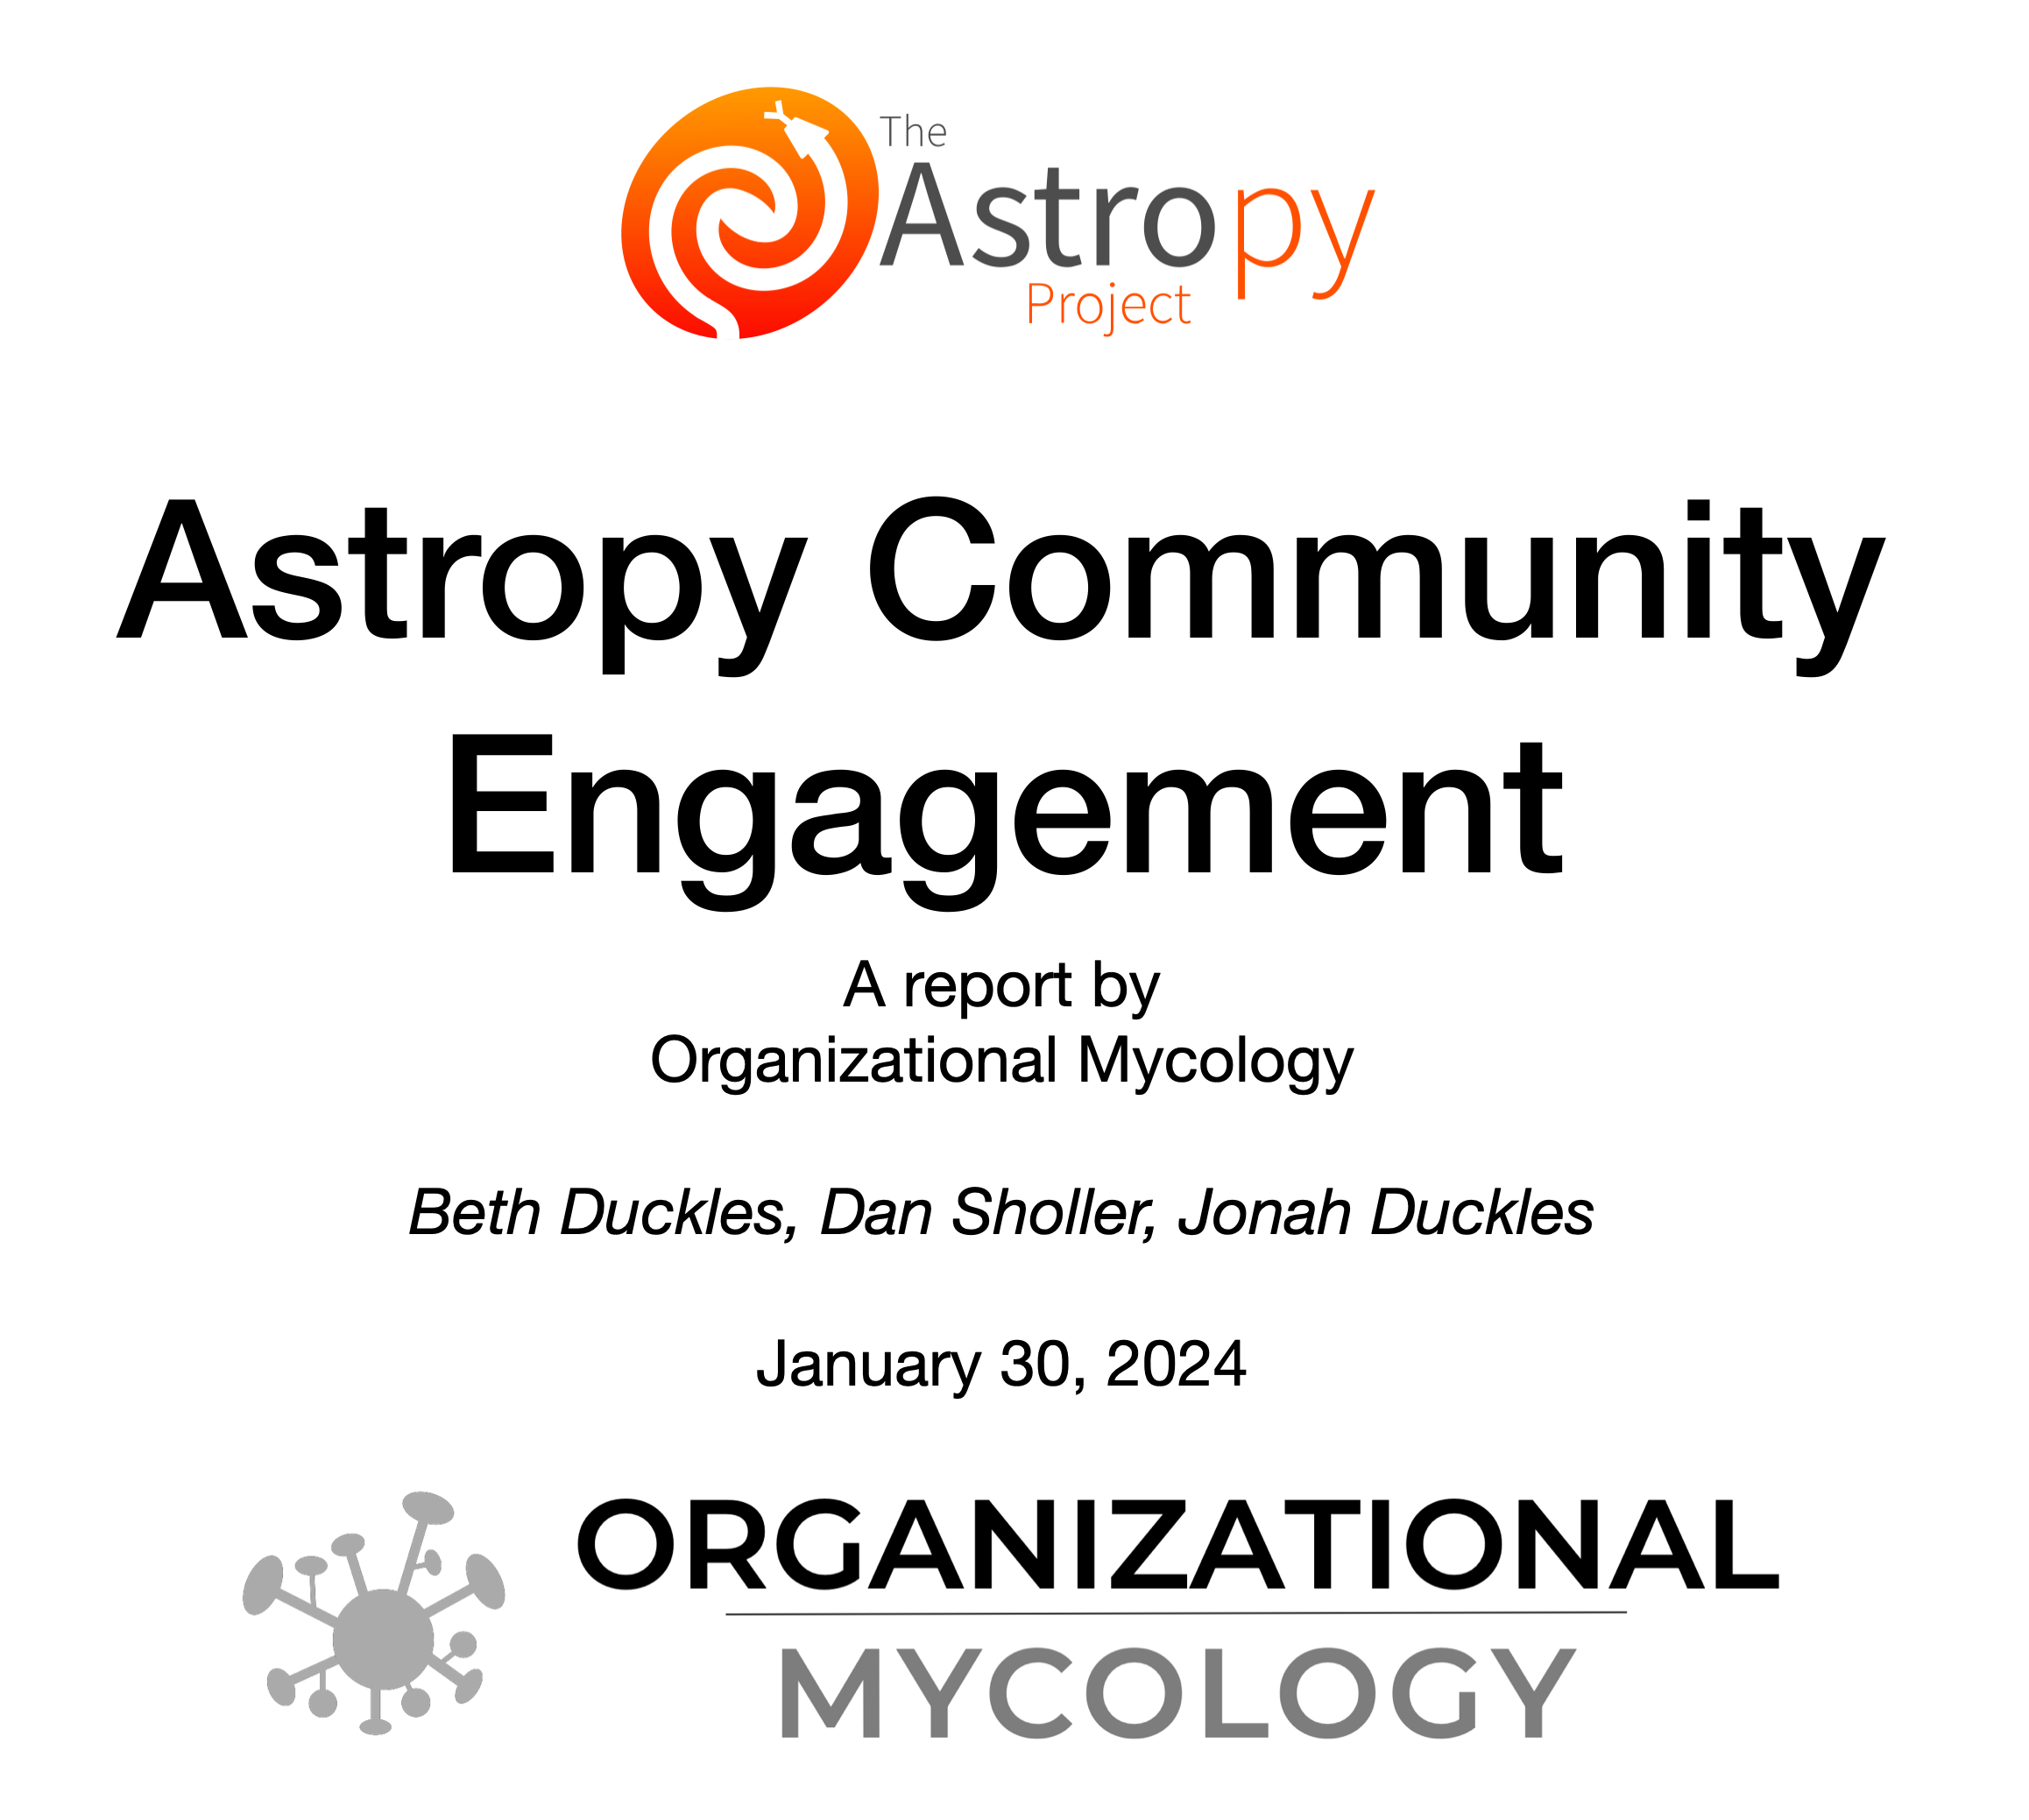 The
Astropy
Project
Astropy Community
Engagement
A report by
Organizational Mycology
Beth Duckles, Dan Sholler, Jonah Duckles
January 30, 2024
ORGANIZATIONAL
MYCOLOGY